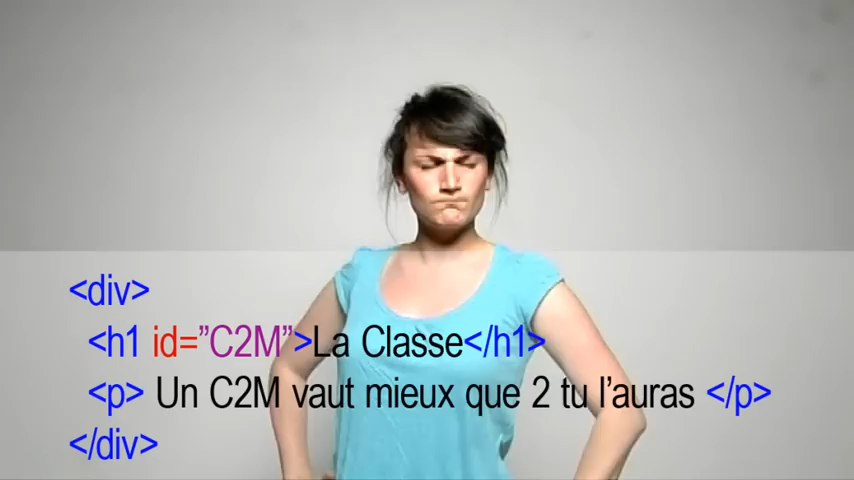 <div>
<h1 id=”C2M”>La Classe</h1>
<p> Un C2M vaut mieux que 2 tu l’auras </p>
</div>